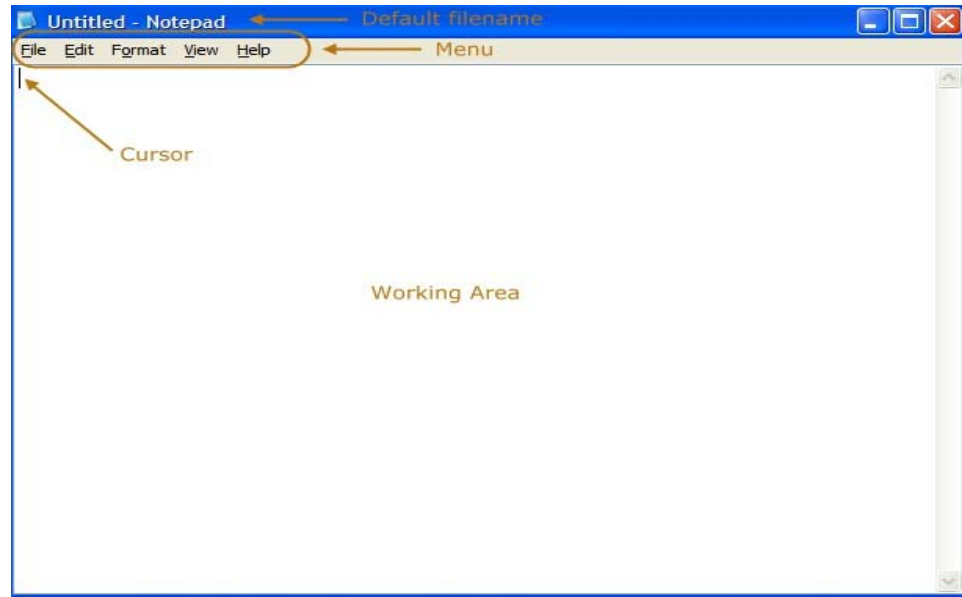 Untitled - Notepad Default filename
File Edit Format View Help Menu
Cursor
Working Area